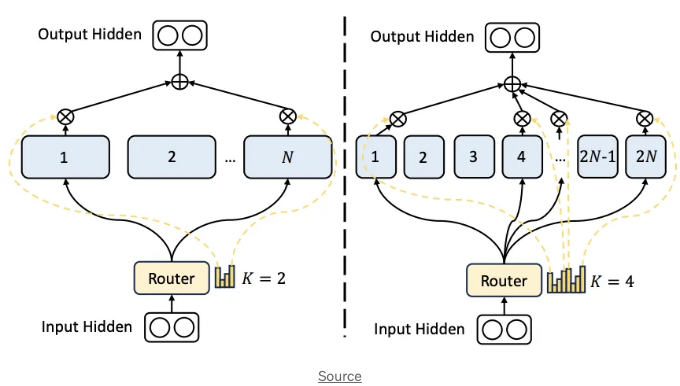 Output Hidden
1
2
...
N
Router
K = 2
Input Hidden
Output Hidden
1
2
3
4
...
2N-1
2N
Router
K = 4
Input Hidden
Source